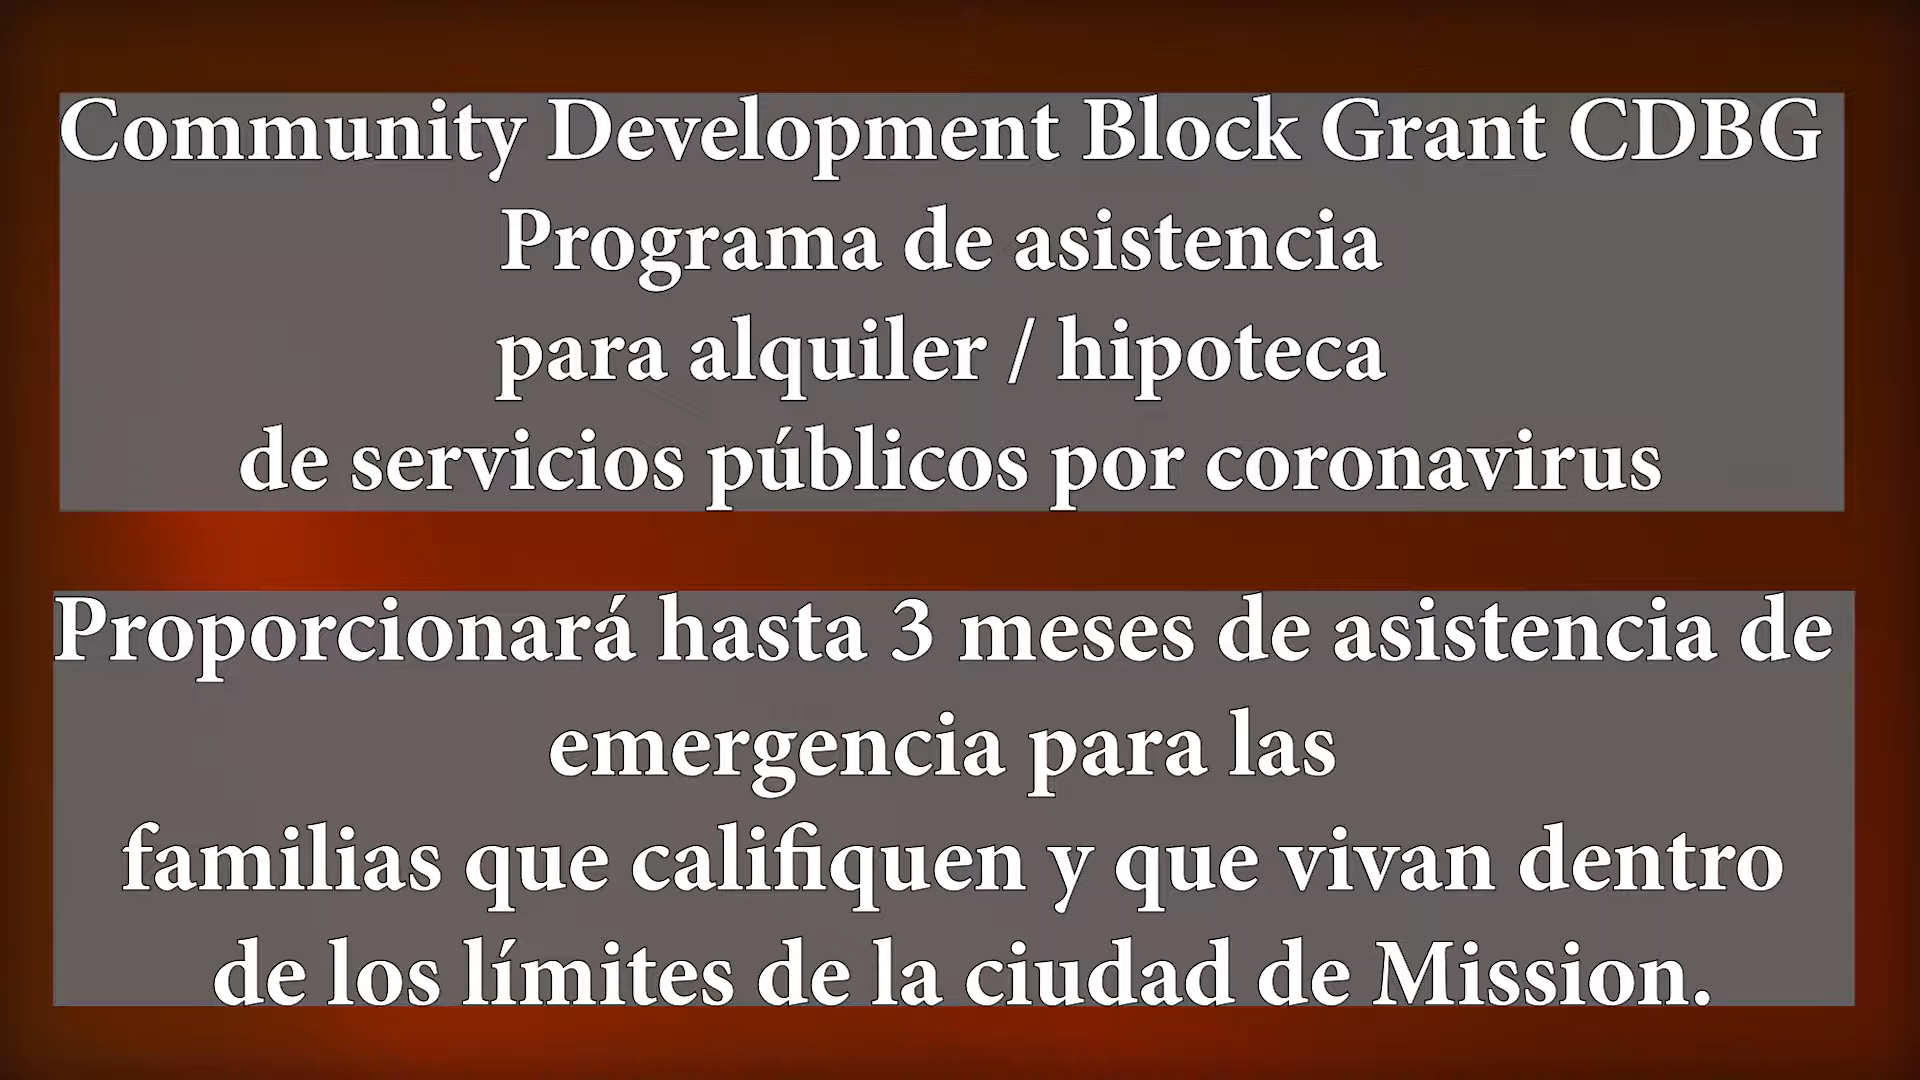 Community Development Block Grant CDBG
Programa de asistencia
para alquiler / hipoteca
de servicios públicos por coronavirus
Proporcionará hasta 3 meses de asistencia de
emergencia para las
familias que califiquen y que vivan dentro
de los límites de la ciudad de Mission.